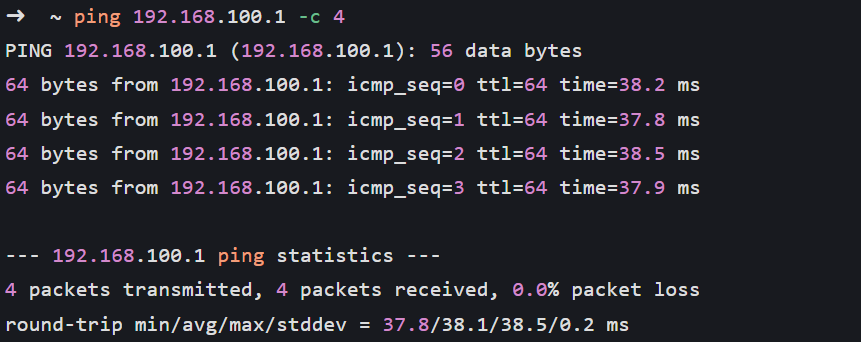 ➜  ~ ping 192.168.100.1 -c 4
PING 192.168.100.1 (192.168.100.1): 56 data bytes
64 bytes from 192.168.100.1: icmp_seq=0 ttl=64 time=38.2 ms
64 bytes from 192.168.100.1: icmp_seq=1 ttl=64 time=37.8 ms
64 bytes from 192.168.100.1: icmp_seq=2 ttl=64 time=38.5 ms
64 bytes from 192.168.100.1: icmp_seq=3 ttl=64 time=37.9 ms

--- 192.168.100.1 ping statistics ---
4 packets transmitted, 4 packets received, 0.0% packet loss
round-trip min/avg/max/stddev = 37.8/38.1/38.5/0.2 ms